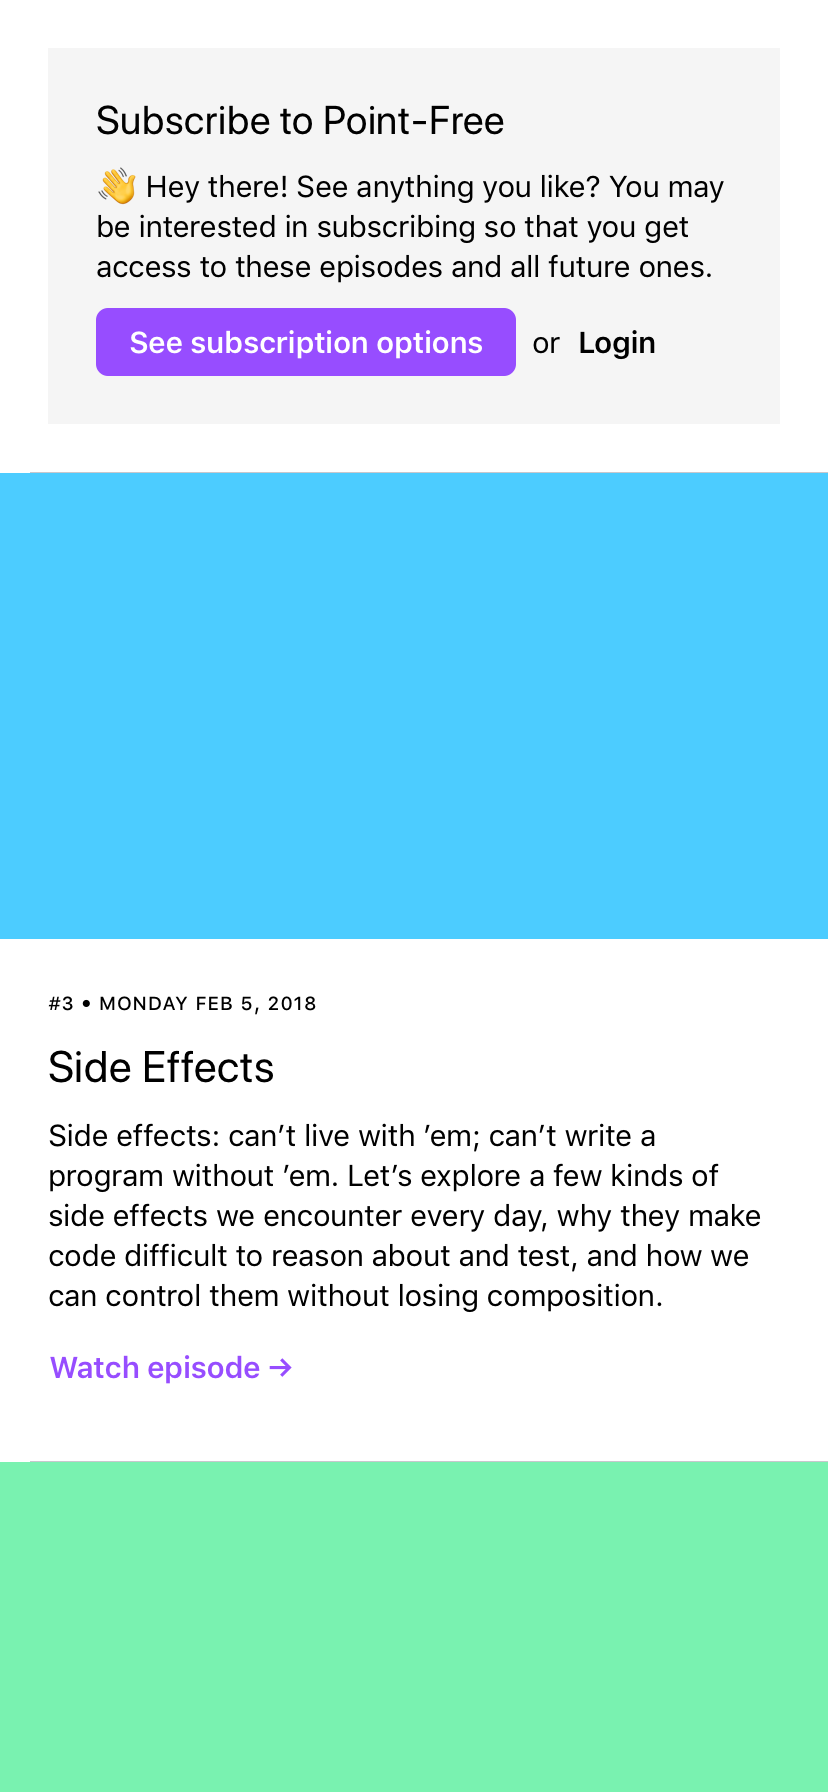 Subscribe to Point-Free
👋 Hey there! See anything you like? You may
be interested in subscribing so that you get
access to these episodes and all future ones.
See subscription options or Login
#3 • MONDAY FEB 5, 2018
Side Effects
Side effects: can’t live with ’em; can’t write a
program without ’em. Let’s explore a few kinds of
side effects we encounter every day, why they make
code difficult to reason about and test, and how we
can control them without losing composition.
Watch episode →